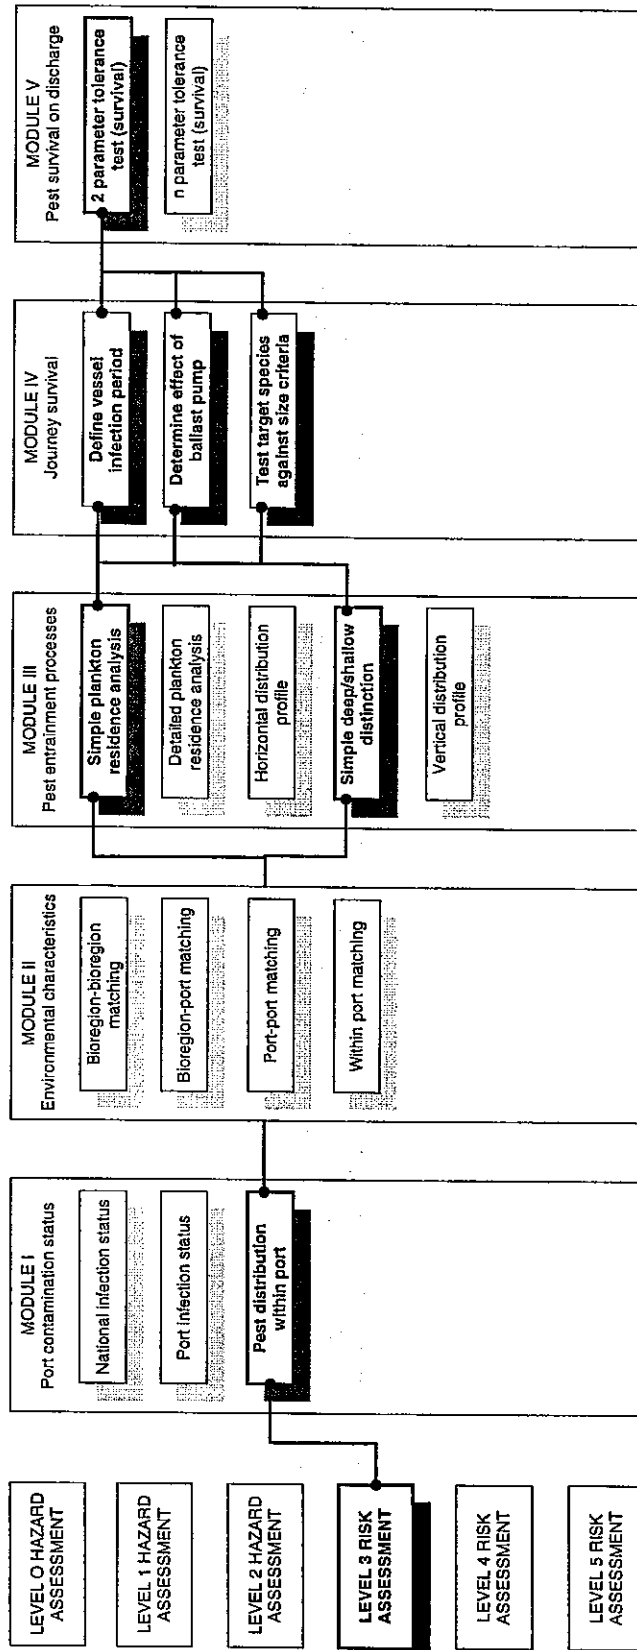 LEVEL O HAZARD
ASSESSMENT
LEVEL 1 HAZARD
ASSESSMENT
LEVEL 2 HAZARD
ASSESSMENT
LEVEL 3 RISK
ASSESSMENT
LEVEL 4 RISK
ASSESSMENT
LEVEL 5 RISK
ASSESSMENT
MODULE I
Port contamination status
National infection status
Port infection status
Pest distribution
within port
MODULE II
Environmental characteristics
Bioregion-bioregion
matching
Bioregion-port matching
Port-port matching
Within port matching
MODULE III
Pest entrainment processes
Simple plankton
residence analysis
Detailed plankton
residence analysis
Horizontal distribution
profile
Simple deep/shallow
distinction
Vertical distribution
profile
MODULE IV
Journey survival
Define vessel
infection period
Determine effect of
ballast pump
Test target species
against size criteria
MODULE V
Pest survival on discharge
2 parameter tolerance
test (survival)
n parameter tolerance
test (survival)